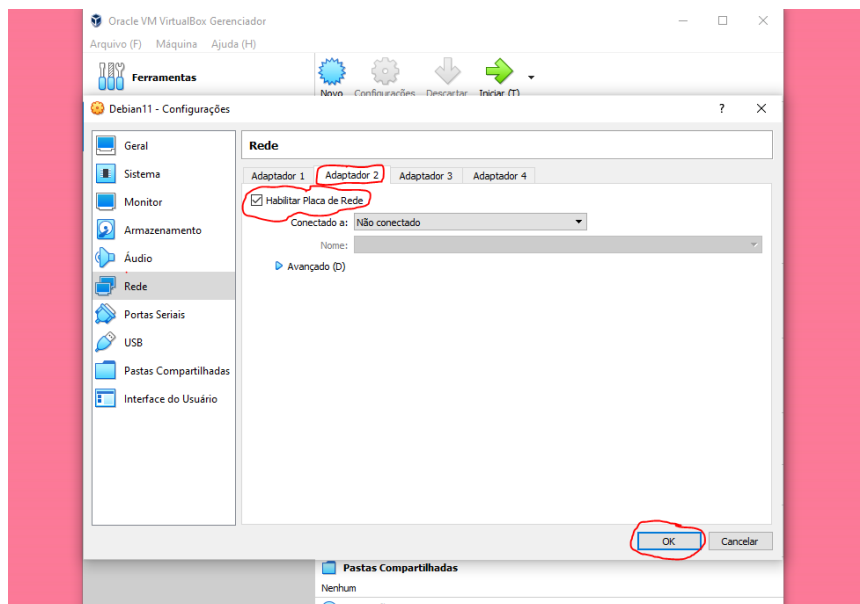 Oracle VM VirtualBox Gerenciador
Arquivo (F) Máquina Ajuda (H)
Ferramentas
Novo Configurações Descartar Iniciar (T)
Debian11 - Configurações
Geral
Sistema
Monitor
Armazenamento
Áudio
Rede
Portas Seriais
USB
Pastas Compartilhadas
Interface do Usuário
Rede
Adaptador 1 Adaptador 2 Adaptador 3 Adaptador 4
Habilitar Placa de Rede
Conectado a: Não conectado
Nome:
Avançado (D)
OK Cancelar
Pastas Compartilhadas
Nenhum